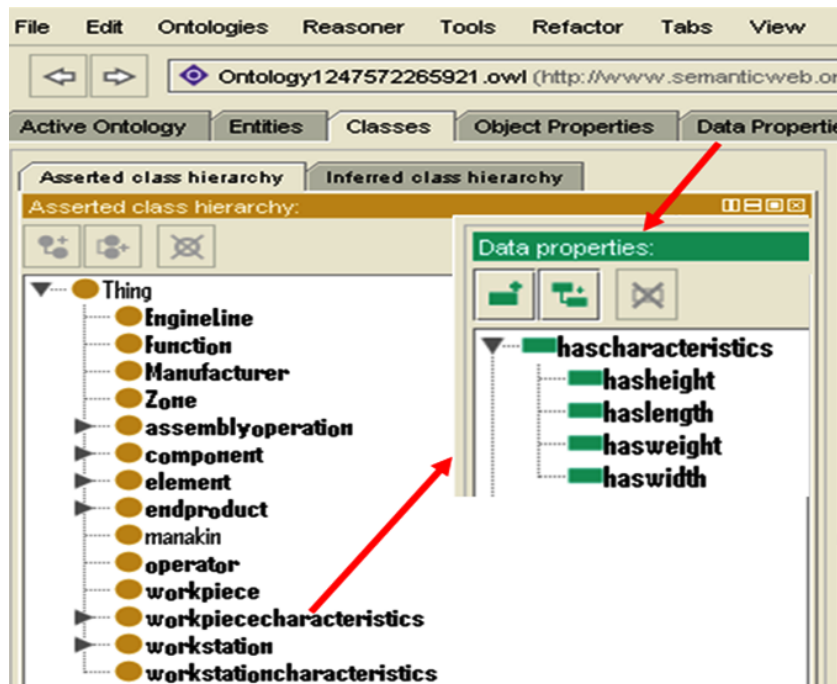 File Edit Ontologies Reasoner Tools Refactor Tabs View
Ontology1247572265921.owl (http://www.semanticweb.or
Active Ontology Entities Classes Object Properties Data Propertie
Asserted class hierarchy Inferred class hierarchy
Asserted class hierarchy:
Data properties:
Thing
Engineline
function
Manufacturer
Zone
assemblyoperation
component
element
endproduct
manakin
operator
workpiece
workpiececharacteristics
workstation
workstationcharacteristics
hascharacteristics
hasheight
haslength
hasweight
haswidth